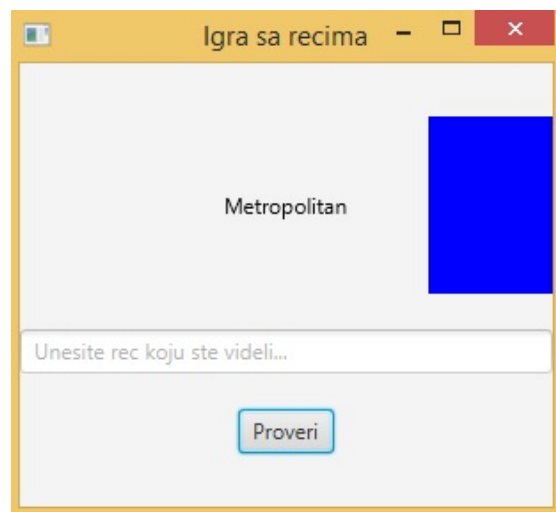 Igra sa recima
Metropolitan
Unesite rec koju ste videli...
Proveri